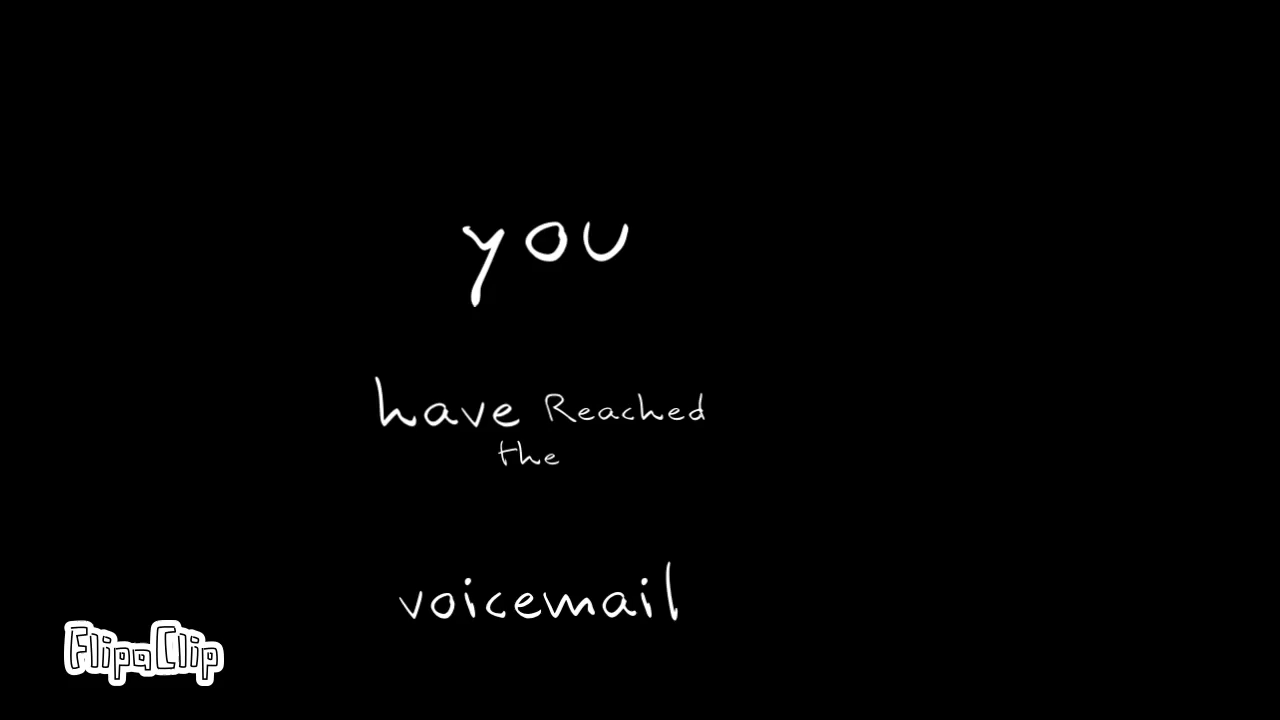 you
have Reached
the
voicemail
FlipaClip